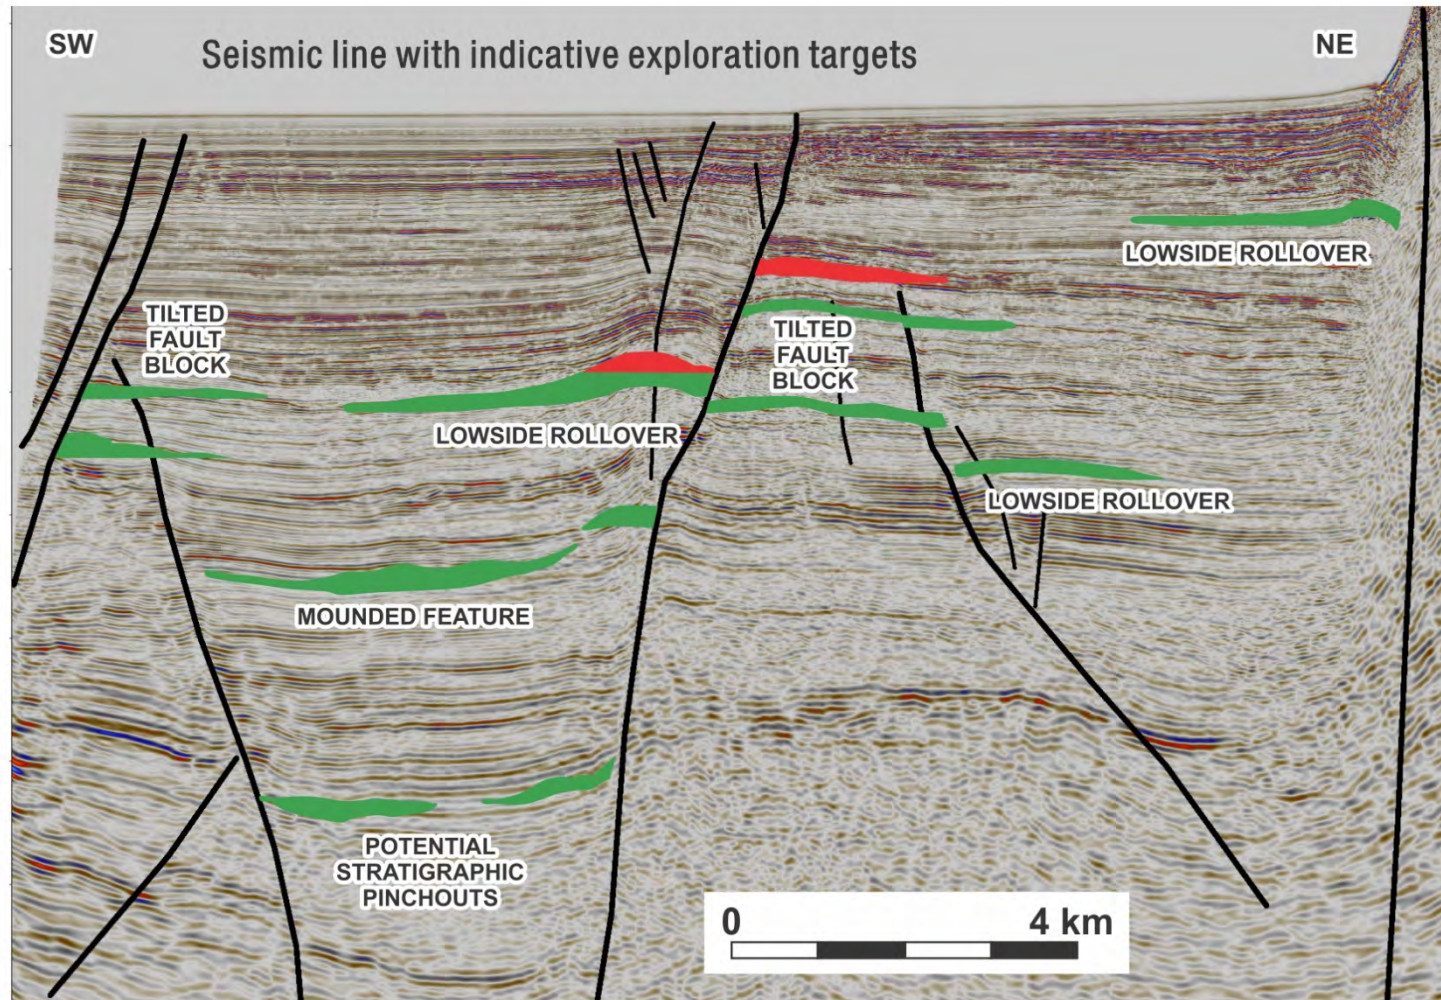 SW
Seismic line with indicative exploration targets
NE
LOWSIDE ROLLOVER
TILTED
FAULT
BLOCK
TILTED
FAULT
BLOCK
LOWSIDE ROLLOVER
LOWSIDE ROLLOVER
MOUNDED FEATURE
POTENTIAL
STRATIGRAPHIC
PINCHOUTS
0 4 km